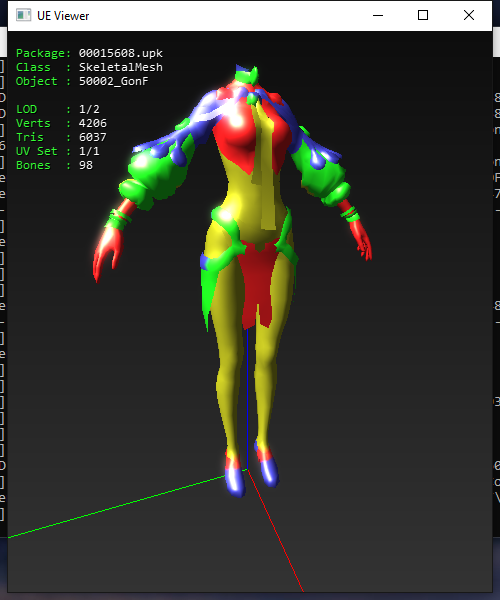 UE Viewer
Package: 00015608.upk
Class : SkeletalMesh
Object : 50002_GonF
LOD : 1/2
Verts : 4206
Tris : 6037
UV Set : 1/1
Bones : 98